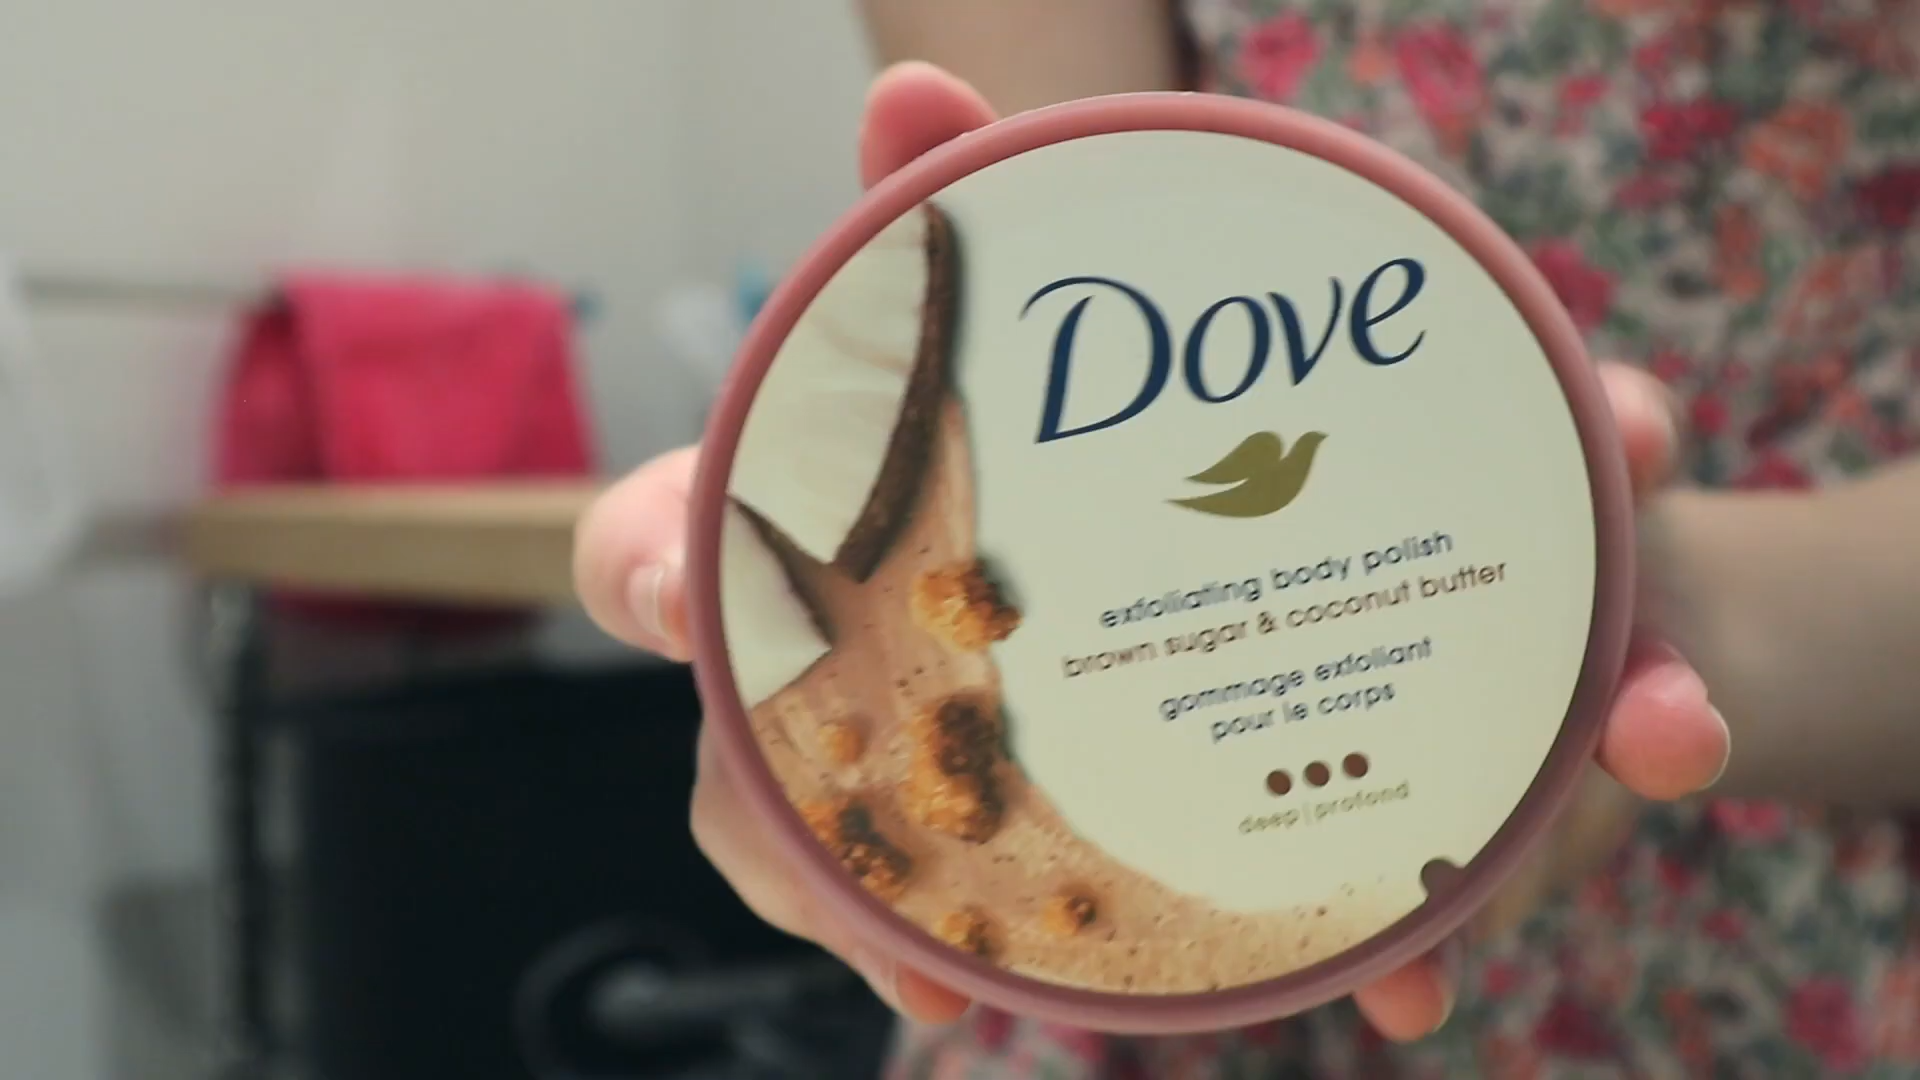 Dove
exfoliating body polish
brown sugar & coconut butter
gommage exfoliant
pour le corps
deep|profond